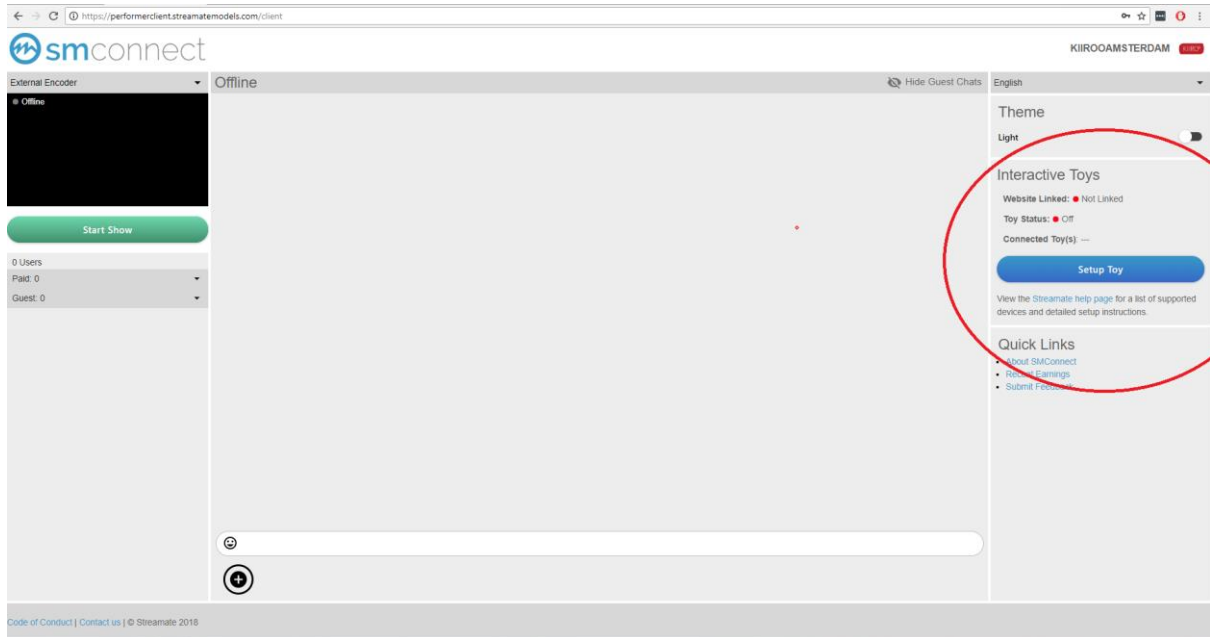 https://performerclient.streamatemodels.com/client
smconnect
KIIROOAMSTERDAM
External Encoder
Offline
Hide Guest Chats
English
Offline
Theme
Light
Interactive Toys
Website Linked: Not Linked
Toy Status: Off
Connected Toy(s): ---
Start Show
Setup Toy
0 Users
Paid: 0
Guest: 0
View the Streamate help page for a list of supported
devices and detailed setup instructions.
Quick Links
About SMConnect
Recent Earnings
Submit Feedback
Code of Conduct | Contact us | © Streamate 2018